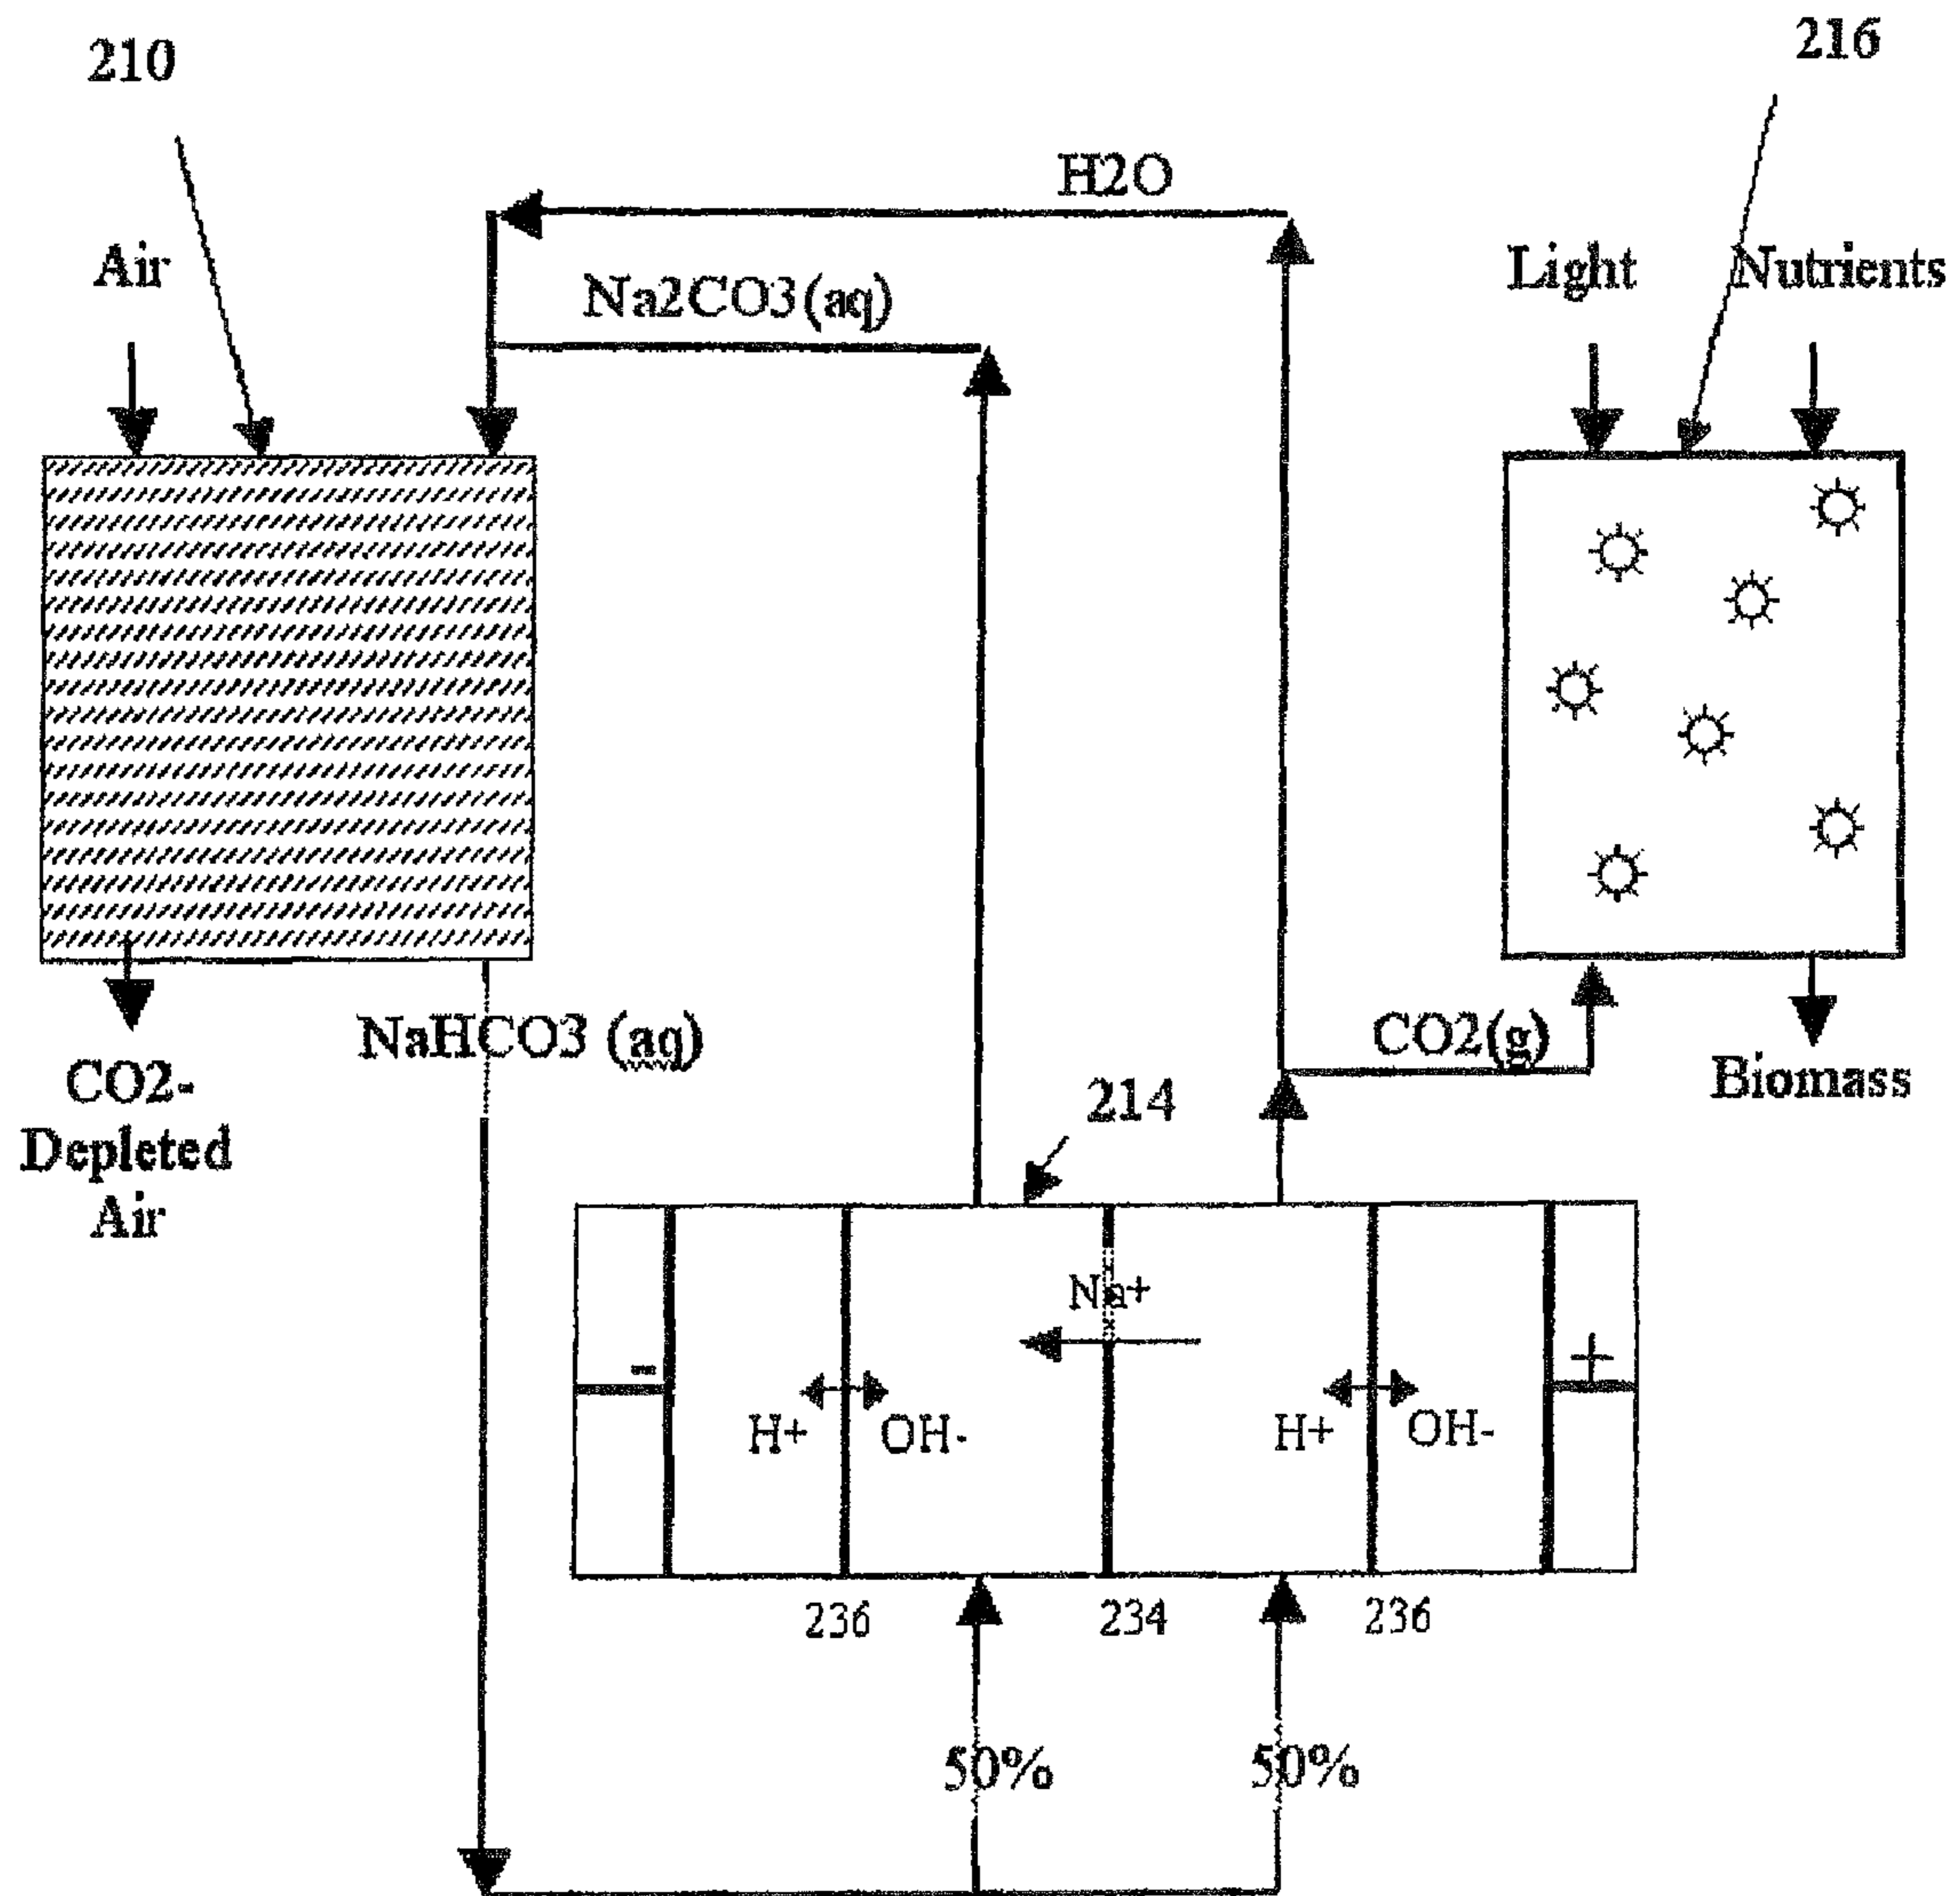 210
216
H2O
Air
Na2CO3(aq)
Light
Nutrients
NaHCO3 (aq)
CO2(g)
CO2-
Depleted
Air
Biomass
214
Na+
-
+
H+
OH-
H+
OH-
236
234
236
50%
50%